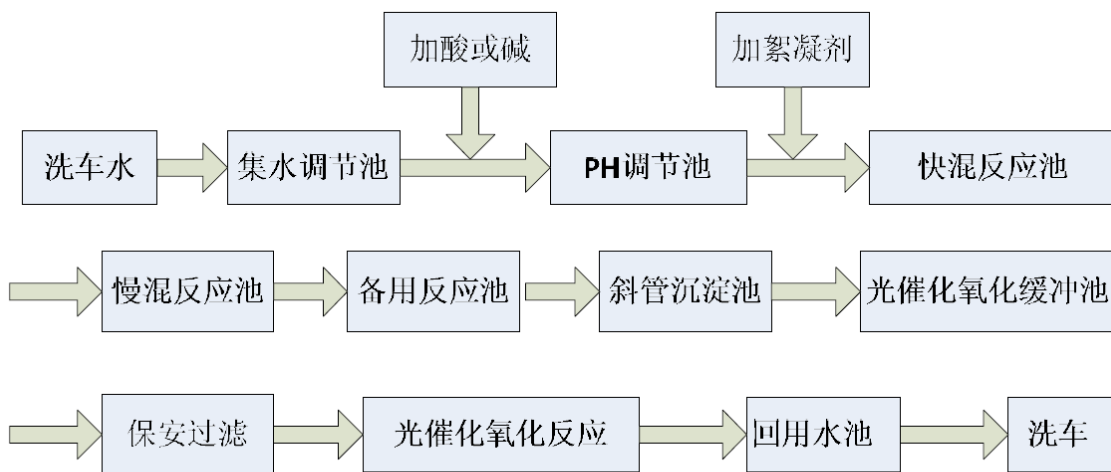 加酸或碱
加絮凝剂
洗车水
集水调节池
PH调节池
快混反应池
慢混反应池
备用反应池
斜管沉淀池
光催化氧化缓冲池
保安过滤
光催化氧化反应
回用水池
洗车